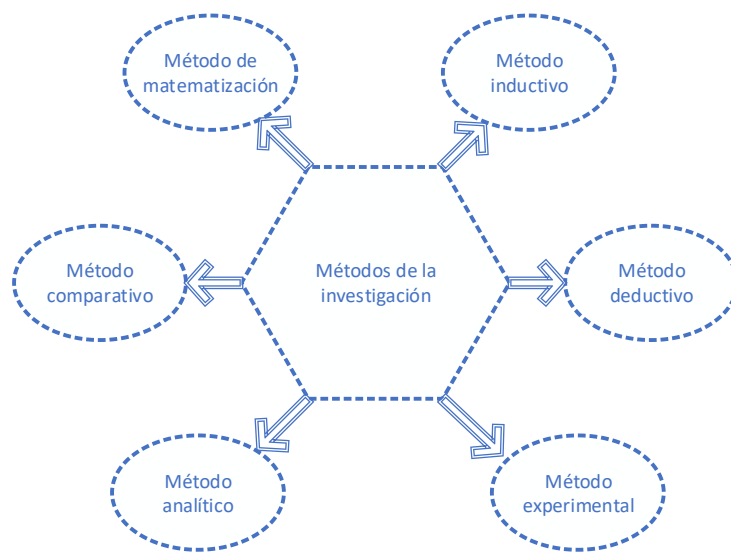 Método de
matematización
Método
inductivo
Método
comparativo
Métodos de la
investigación
Método
deductivo
Método
analítico
Método
experimental